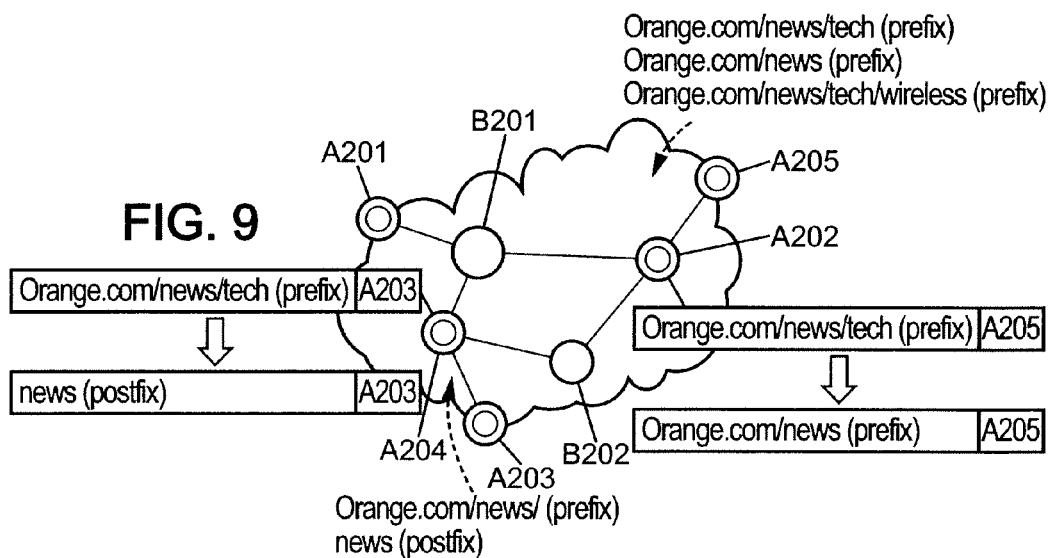 Orange.com/news/tech (prefix)
Orange.com/news (prefix)
Orange.com/news/tech/wireless (prefix)
B201
A201
A205
FIG. 9
A202
Orange.com/news/tech (prefix) A203
Orange.com/news/tech (prefix) A205
news (postfix) A203
Orange.com/news (prefix) A205
A204
A203
B202
Orange.com/news/ (prefix)
news (postfix)